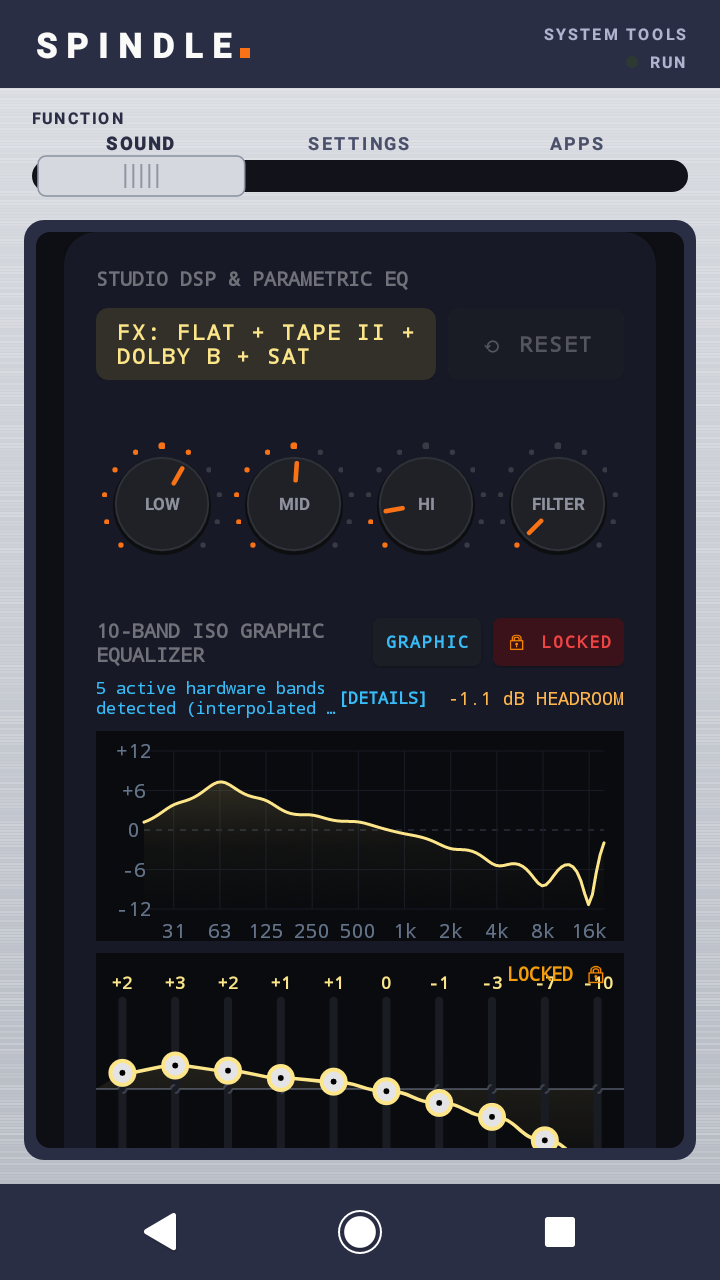 SPINDLE.
SYSTEM TOOLS
RUN
FUNCTION
SOUND SETTINGS APPS
STUDIO DSP & PARAMETRIC EQ
FX: FLAT + TAPE II +
DOLBY B + SAT
RESET
LOW MID HI FILTER
10-BAND ISO GRAPHIC
EQUALIZER
GRAPHIC
LOCKED
5 active hardware bands
detected (interpolated …
[DETAILS]
-1.1 dB HEADROOM
+12
+6
0
-6
-12
31 63 125 250 500 1k 2k 4k 8k 16k
LOCKED
+2 +3 +2 +1 +1 0 -1 -3 -7 -10